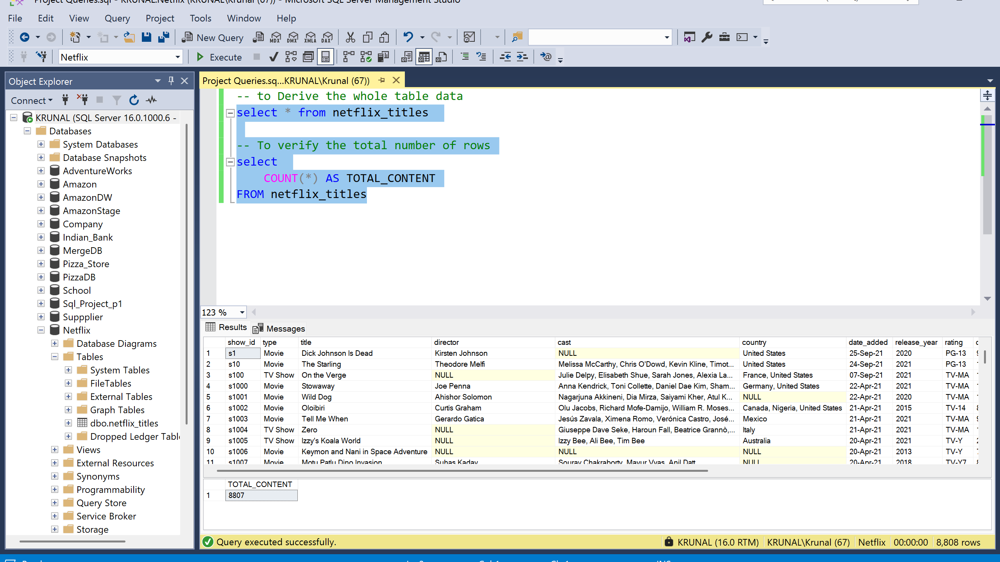 Project Queries.sql - KRUNAL.Netflix (KRUNAL\Krunal (67)) - Microsoft SQL Server Management Studio
File Edit View Query Project Tools Window Help
New Query MDX DMX XMLA DAX
Netflix Execute
Object Explorer
Connect
KRUNAL (SQL Server 16.0.1000.6 -
Databases
System Databases
Database Snapshots
AdventureWorks
Amazon
AmazonDW
AmazonStage
Company
Indian_Bank
MergeDB
Pizza_Store
PizzaDB
School
Sql_Project_p1
Suppplier
Netflix
Database Diagrams
Tables
System Tables
FileTables
External Tables
Graph Tables
dbo.netflix_titles
Dropped Ledger Table
Views
External Resources
Synonyms
Programmability
Query Store
Service Broker
Storage
Project Queries.sq...KRUNAL\Krunal (67))
-- to Derive the whole table data
select * from netflix_titles
-- To verify the total number of rows
select
COUNT(*) AS TOTAL_CONTENT
FROM netflix_titles
123 %
Results Messages
show_id type title director cast country date_added release_year rating
1 s1 Movie Dick Johnson Is Dead Kirsten Johnson NULL United States 25-Sep-21 2020 PG-13
2 s10 Movie The Starling Theodore Melfi Melissa McCarthy, Chris O'Dowd, Kevin Kline, Timot... United States 24-Sep-21 2021 PG-13
3 s100 TV Show On the Verge NULL Julie Delpy, Elisabeth Shue, Sarah Jones, Alexia La... France, United States 07-Sep-21 2021 TV-MA
4 s1000 Movie Stowaway Joe Penna Anna Kendrick, Toni Collette, Daniel Dae Kim, Sham... Germany, United States 22-Apr-21 2021 TV-MA
5 s1001 Movie Wild Dog Ahishor Solomon Nagarjuna Akkineni, Dia Mirza, Saiyami Kher, Atul K... NULL 22-Apr-21 2020 TV-MA
6 s1002 Movie Oloibiri Curtis Graham Olu Jacobs, Richard Mofe-Damijo, William R. Moses... Canada, Nigeria, United States 21-Apr-21 2015 TV-14
7 s1003 Movie Tell Me When Gerardo Gatica Jesús Zavala, Ximena Romo, Verónica Castro, José... Mexico 21-Apr-21 2021 TV-MA
8 s1004 TV Show Zero NULL Giuseppe Dave Seke, Haroun Fall, Beatrice Grannò,... Italy 21-Apr-21 2021 TV-MA
9 s1005 TV Show Izzy's Koala World NULL Izzy Bee, Ali Bee, Tim Bee Australia 20-Apr-21 2021 TV-Y
10 s1006 Movie Keymon and Nani in Space Adventure NULL NULL NULL 20-Apr-21 2013 TV-Y
11 s1007 Movie Motu Patlu Dino Invasion Suhas Kadav Sourav Chakraborty, Mayur Vyas, Anil Datt NULL 20-Apr-21 2018 TV-Y7
TOTAL_CONTENT
1 8807
Query executed successfully. KRUNAL (16.0 RTM) KRUNAL\Krunal (67) Netflix 00:00:00 8,808 rows